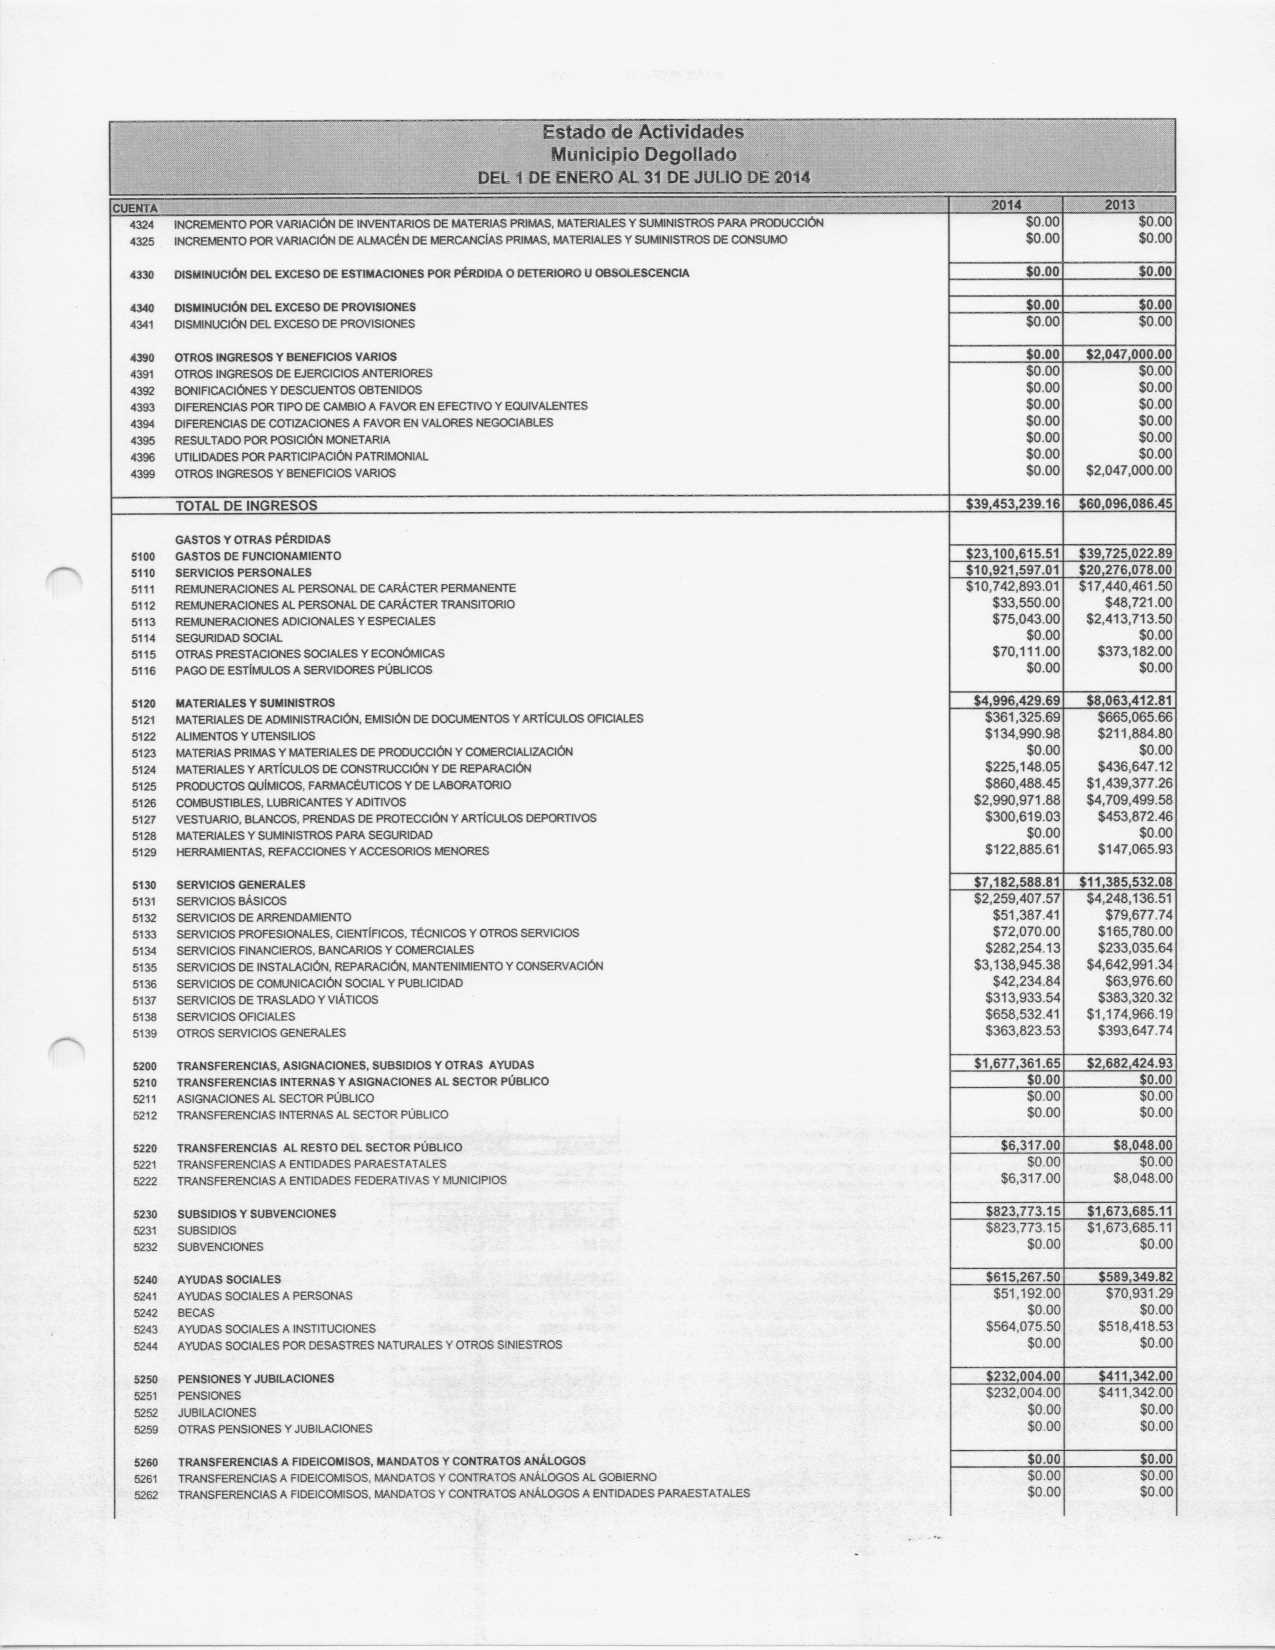 Estado de Actividades
Municipio Degollado
DEL 1 DE ENERO AL 31 DE JULIO DE 2014
CUENTA 2014 2013
4324 INCREMENTO POR VARIACIÓN DE INVENTARIOS DE MATERIAS PRIMAS, MATERIALES Y SUMINISTROS PARA PRODUCCIÓN $0.00 $0.00
4325 INCREMENTO POR VARIACIÓN DE ALMACÉN DE MERCANCÍAS PRIMAS, MATERIALES Y SUMINISTROS DE CONSUMO $0.00 $0.00
4330 DISMINUCIÓN DEL EXCESO DE ESTIMACIONES POR PÉRDIDA O DETERIORO U OBSOLESCENCIA $0.00 $0.00
4340 DISMINUCIÓN DEL EXCESO DE PROVISIONES $0.00 $0.00
4341 DISMINUCIÓN DEL EXCESO DE PROVISIONES $0.00 $0.00
4390 OTROS INGRESOS Y BENEFICIOS VARIOS $0.00 $2,047,000.00
4391 OTROS INGRESOS DE EJERCICIOS ANTERIORES $0.00 $0.00
4392 BONIFICACIÓNES Y DESCUENTOS OBTENIDOS $0.00 $0.00
4393 DIFERENCIAS POR TIPO DE CAMBIO A FAVOR EN EFECTIVO Y EQUIVALENTES $0.00 $0.00
4394 DIFERENCIAS DE COTIZACIONES A FAVOR EN VALORES NEGOCIABLES $0.00 $0.00
4395 RESULTADO POR POSICIÓN MONETARIA $0.00 $0.00
4396 UTILIDADES POR PARTICIPACIÓN PATRIMONIAL $0.00 $0.00
4399 OTROS INGRESOS Y BENEFICIOS VARIOS $0.00 $2,047,000.00
TOTAL DE INGRESOS $39,453,239.16 $60,096,086.45
GASTOS Y OTRAS PÉRDIDAS
5100 GASTOS DE FUNCIONAMIENTO $23,100,615.51 $39,725,022.89
5110 SERVICIOS PERSONALES $10,921,597.01 $20,276,078.00
5111 REMUNERACIONES AL PERSONAL DE CARÁCTER PERMANENTE $10,742,893.01 $17,440,461.50
5112 REMUNERACIONES AL PERSONAL DE CARÁCTER TRANSITORIO $33,550.00 $48,721.00
5113 REMUNERACIONES ADICIONALES Y ESPECIALES $75,043.00 $2,413,713.50
5114 SEGURIDAD SOCIAL $0.00 $0.00
5115 OTRAS PRESTACIONES SOCIALES Y ECONÓMICAS $70,111.00 $373,182.00
5116 PAGO DE ESTÍMULOS A SERVIDORES PÚBLICOS $0.00 $0.00
5120 MATERIALES Y SUMINISTROS $4,996,429.69 $8,063,412.81
5121 MATERIALES DE ADMINISTRACIÓN, EMISIÓN DE DOCUMENTOS Y ARTÍCULOS OFICIALES $361,325.69 $665,065.66
5122 ALIMENTOS Y UTENSILIOS $134,990.98 $211,884.80
5123 MATERIAS PRIMAS Y MATERIALES DE PRODUCCIÓN Y COMERCIALIZACIÓN $0.00 $0.00
5124 MATERIALES Y ARTÍCULOS DE CONSTRUCCIÓN Y DE REPARACIÓN $225,148.05 $436,647.12
5125 PRODUCTOS QUÍMICOS, FARMACÉUTICOS Y DE LABORATORIO $860,488.45 $1,439,377.26
5126 COMBUSTIBLES, LUBRICANTES Y ADITIVOS $2,990,971.88 $4,709,499.58
5127 VESTUARIO, BLANCOS, PRENDAS DE PROTECCIÓN Y ARTÍCULOS DEPORTIVOS $300,619.03 $453,872.46
5128 MATERIALES Y SUMINISTROS PARA SEGURIDAD $0.00 $0.00
5129 HERRAMIENTAS, REFACCIONES Y ACCESORIOS MENORES $122,885.61 $147,065.93
5130 SERVICIOS GENERALES $7,182,588.81 $11,385,532.08
5131 SERVICIOS BÁSICOS $2,259,407.57 $4,248,136.51
5132 SERVICIOS DE ARRENDAMIENTO $51,387.41 $79,677.74
5133 SERVICIOS PROFESIONALES, CIENTÍFICOS, TÉCNICOS Y OTROS SERVICIOS $72,070.00 $165,780.00
5134 SERVICIOS FINANCIEROS, BANCARIOS Y COMERCIALES $282,254.13 $233,035.64
5135 SERVICIOS DE INSTALACIÓN, REPARACIÓN, MANTENIMIENTO Y CONSERVACIÓN $3,138,945.38 $4,642,991.34
5136 SERVICIOS DE COMUNICACIÓN SOCIAL Y PUBLICIDAD $42,234.84 $63,976.60
5137 SERVICIOS DE TRASLADO Y VIÁTICOS $313,933.54 $383,320.32
5138 SERVICIOS OFICIALES $658,532.41 $1,174,966.19
5139 OTROS SERVICIOS GENERALES $363,823.53 $393,647.74
5200 TRANSFERENCIAS, ASIGNACIONES, SUBSIDIOS Y OTRAS AYUDAS $1,677,361.65 $2,682,424.93
5210 TRANSFERENCIAS INTERNAS Y ASIGNACIONES AL SECTOR PÚBLICO $0.00 $0.00
5211 ASIGNACIONES AL SECTOR PÚBLICO $0.00 $0.00
5212 TRANSFERENCIAS INTERNAS AL SECTOR PÚBLICO $0.00 $0.00
5220 TRANSFERENCIAS AL RESTO DEL SECTOR PÚBLICO $6,317.00 $8,048.00
5221 TRANSFERENCIAS A ENTIDADES PARAESTATALES $0.00 $0.00
5222 TRANSFERENCIAS A ENTIDADES FEDERATIVAS Y MUNICIPIOS $6,317.00 $8,048.00
5230 SUBSIDIOS Y SUBVENCIONES $823,773.15 $1,673,685.11
5231 SUBSIDIOS $823,773.15 $1,673,685.11
5232 SUBVENCIONES $0.00 $0.00
5240 AYUDAS SOCIALES $615,267.50 $589,349.82
5241 AYUDAS SOCIALES A PERSONAS $51,192.00 $70,931.29
5242 BECAS $0.00 $0.00
5243 AYUDAS SOCIALES A INSTITUCIONES $564,075.50 $518,418.53
5244 AYUDAS SOCIALES POR DESASTRES NATURALES Y OTROS SINIESTROS $0.00 $0.00
5250 PENSIONES Y JUBILACIONES $232,004.00 $411,342.00
5251 PENSIONES $232,004.00 $411,342.00
5252 JUBILACIONES $0.00 $0.00
5259 OTRAS PENSIONES Y JUBILACIONES $0.00 $0.00
5260 TRANSFERENCIAS A FIDEICOMISOS, MANDATOS Y CONTRATOS ANÁLOGOS $0.00 $0.00
5261 TRANSFERENCIAS A FIDEICOMISOS, MANDATOS Y CONTRATOS ANÁLOGOS AL GOBIERNO $0.00 $0.00
5262 TRANSFERENCIAS A FIDEICOMISOS, MANDATOS Y CONTRATOS ANÁLOGOS A ENTIDADES PARAESTATALES $0.00 $0.00